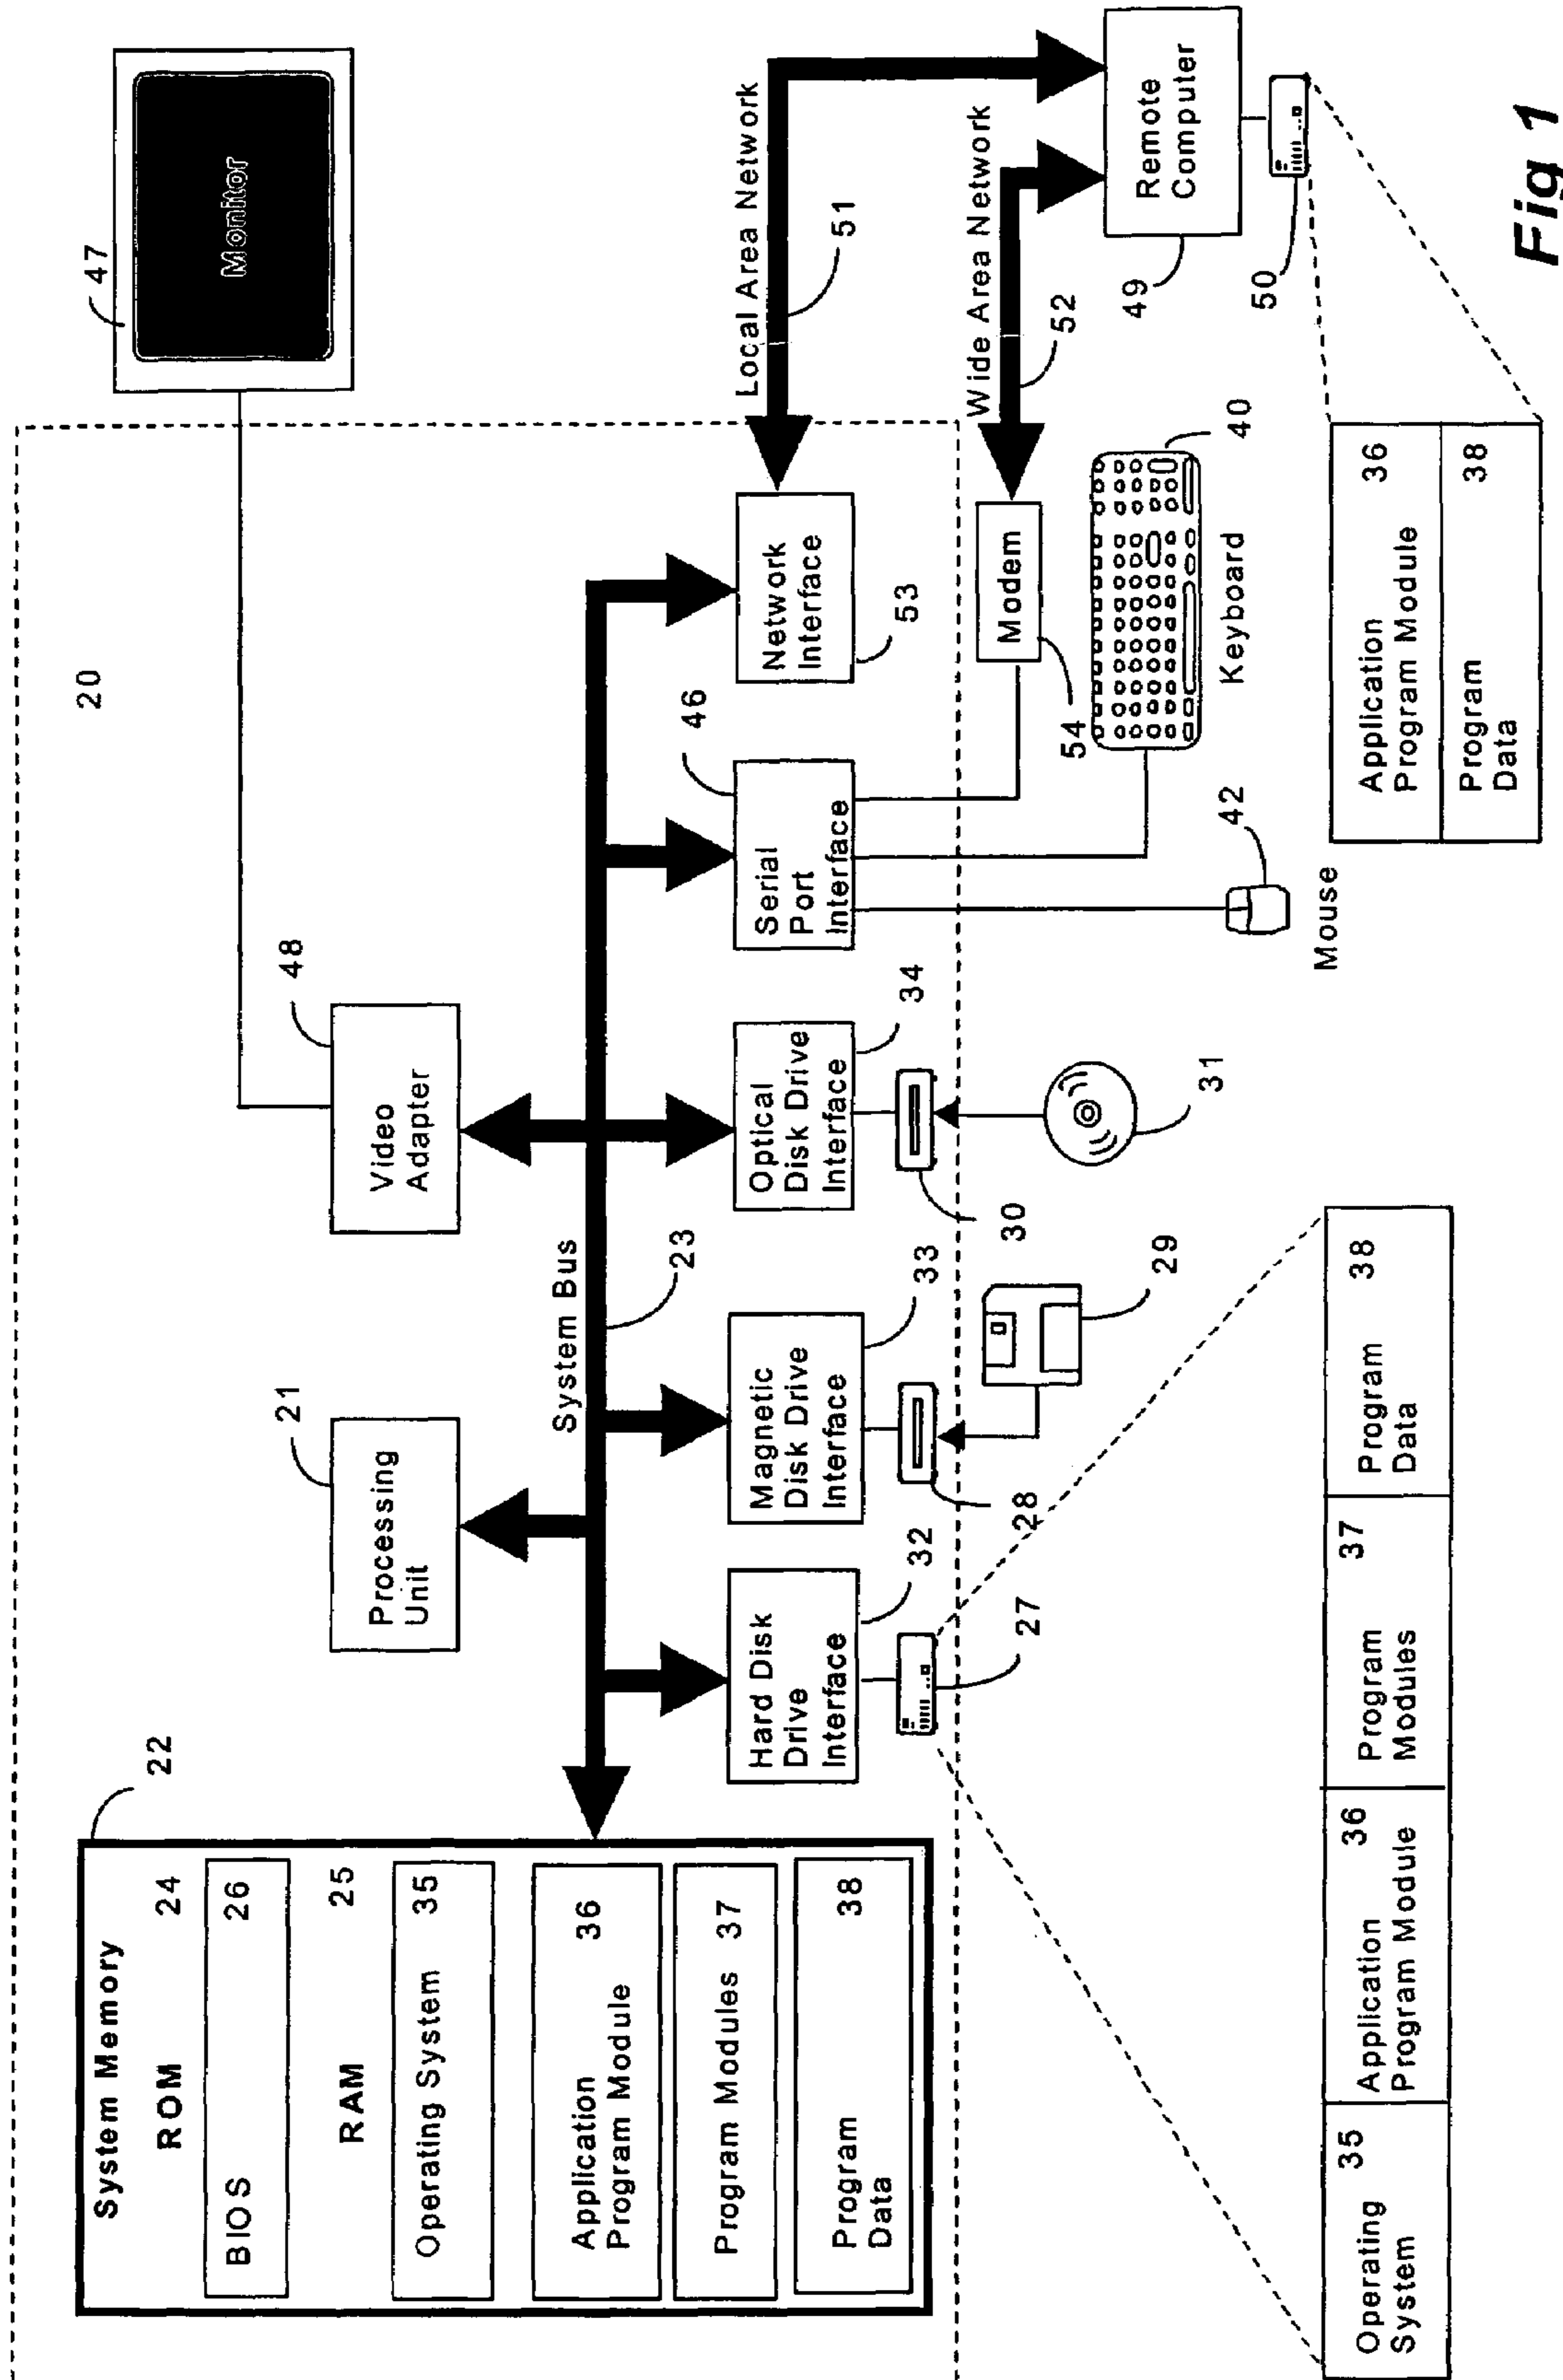 20
47
Monitor
System Memory
ROM 24
BIOS 26
RAM 25
Operating System 35
Application
Program Module 36
Program Modules 37
Program
Data 38
22
Processing
Unit
21
Video
Adapter
48
System Bus
23
Hard Disk
Drive
Interface
32
Magnetic
Disk Drive
Interface
33
Optical
Disk Drive
Interface
34
Serial
Port
Interface
46
Network
Interface
53
Local Area Network
51
27
28
29
30
31
Modem
54
Wide Area Network
52
Keyboard
40
Mouse
42
Remote
Computer
49
50
Operating
System 35
Application
Program Module 36
Program
Modules 37
Program
Data 38
Application
Program Module 36
Program
Data 38
Fig 1